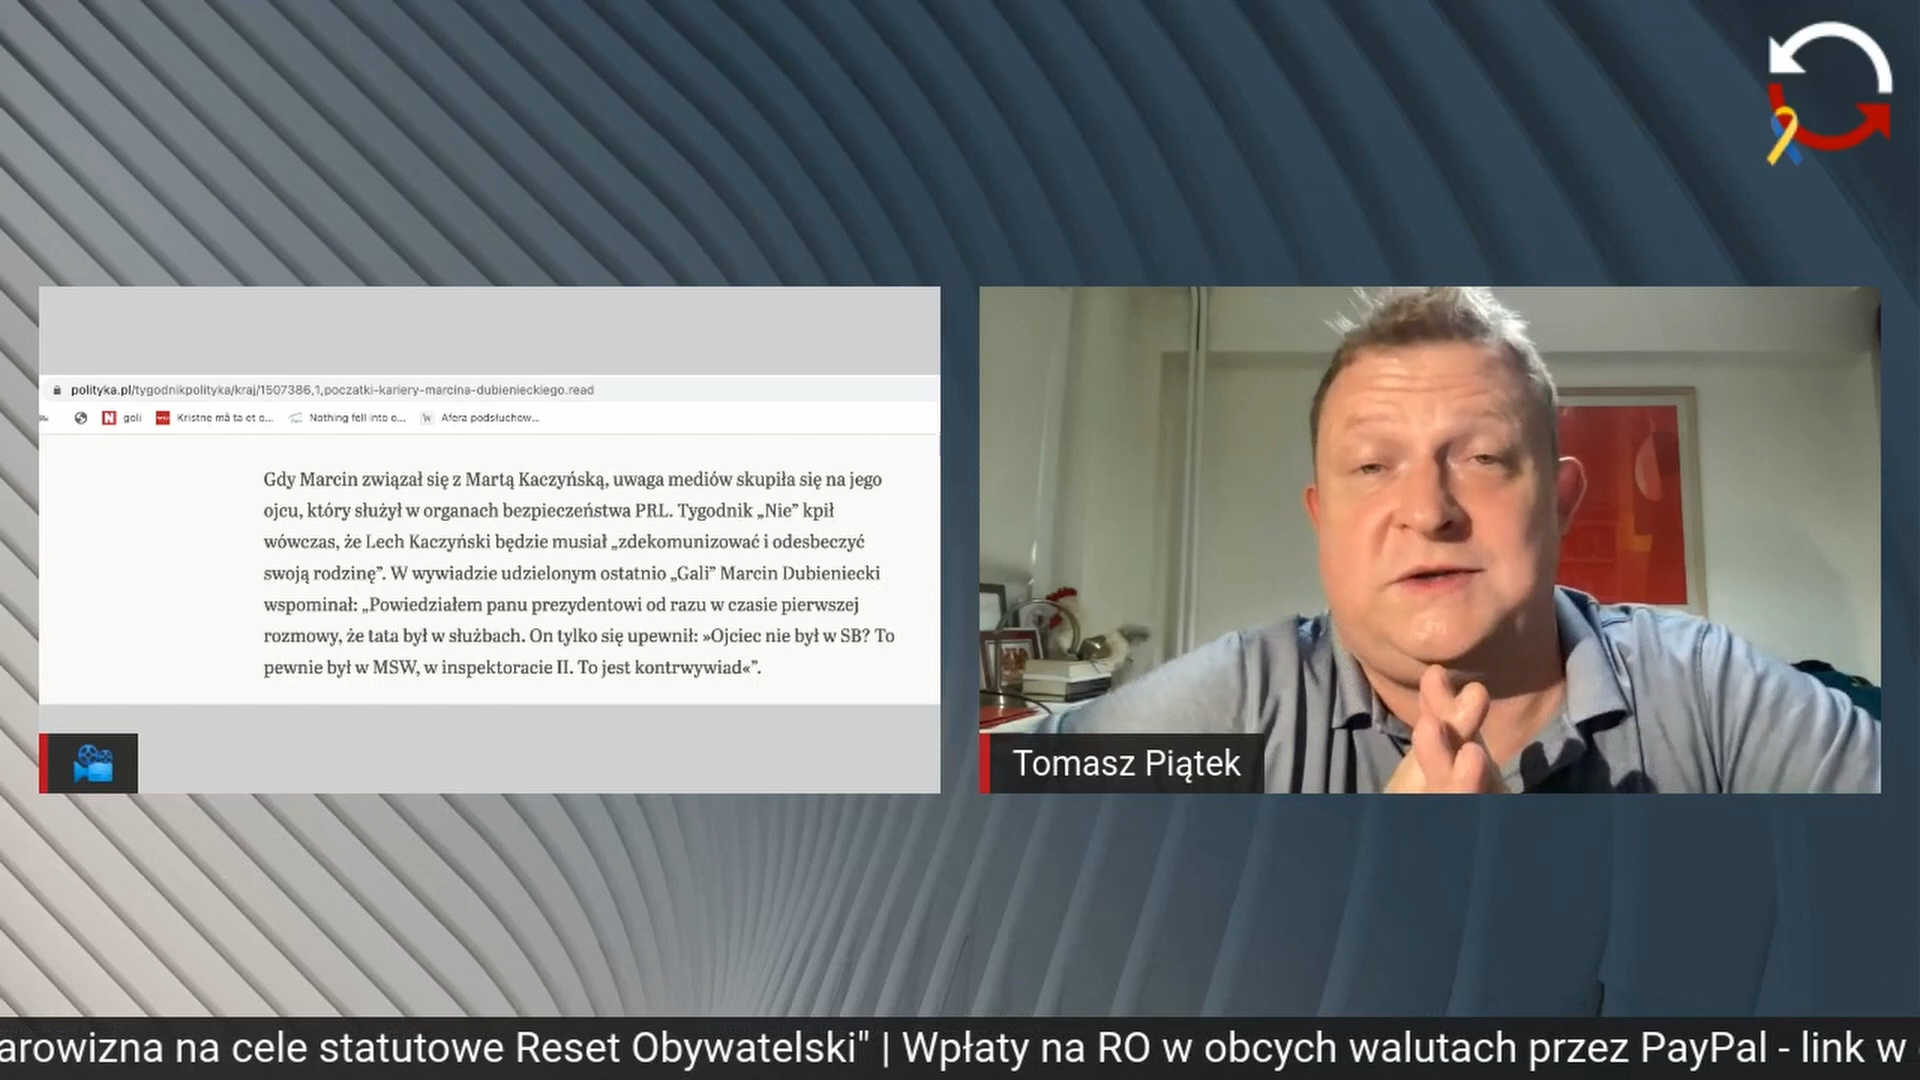 polityka.pl/tygodnikpolityka/kraj/1507386,1,poczatki-kariery-marcina-dubienieckiego.read
N goli Kristne må ta et o... Nothing fell into o... W Afera podsłuchow...
Gdy Marcin związał się z Martą Kaczyńską, uwaga mediów skupiła się na jego
ojcu, który służył w organach bezpieczeństwa PRL. Tygodnik „Nie” kpił
wówczas, że Lech Kaczyński będzie musiał „zdekomunizować i odesbeczyć
swoją rodzinę”. W wywiadzie udzielonym ostatnio „Gali” Marcin Dubieniecki
wspominał: „Powiedziałem panu prezydentowi od razu w czasie pierwszej
rozmowy, że tata był w służbach. On tylko się upewnił: »Ojciec nie był w SB? To
pewnie był w MSW, w inspektoracie II. To jest kontrwywiad«”.
Tomasz Piątek
arowizna na cele statutowe Reset Obywatelski" | Wpłaty na RO w obcych walutach przez PayPal - link w